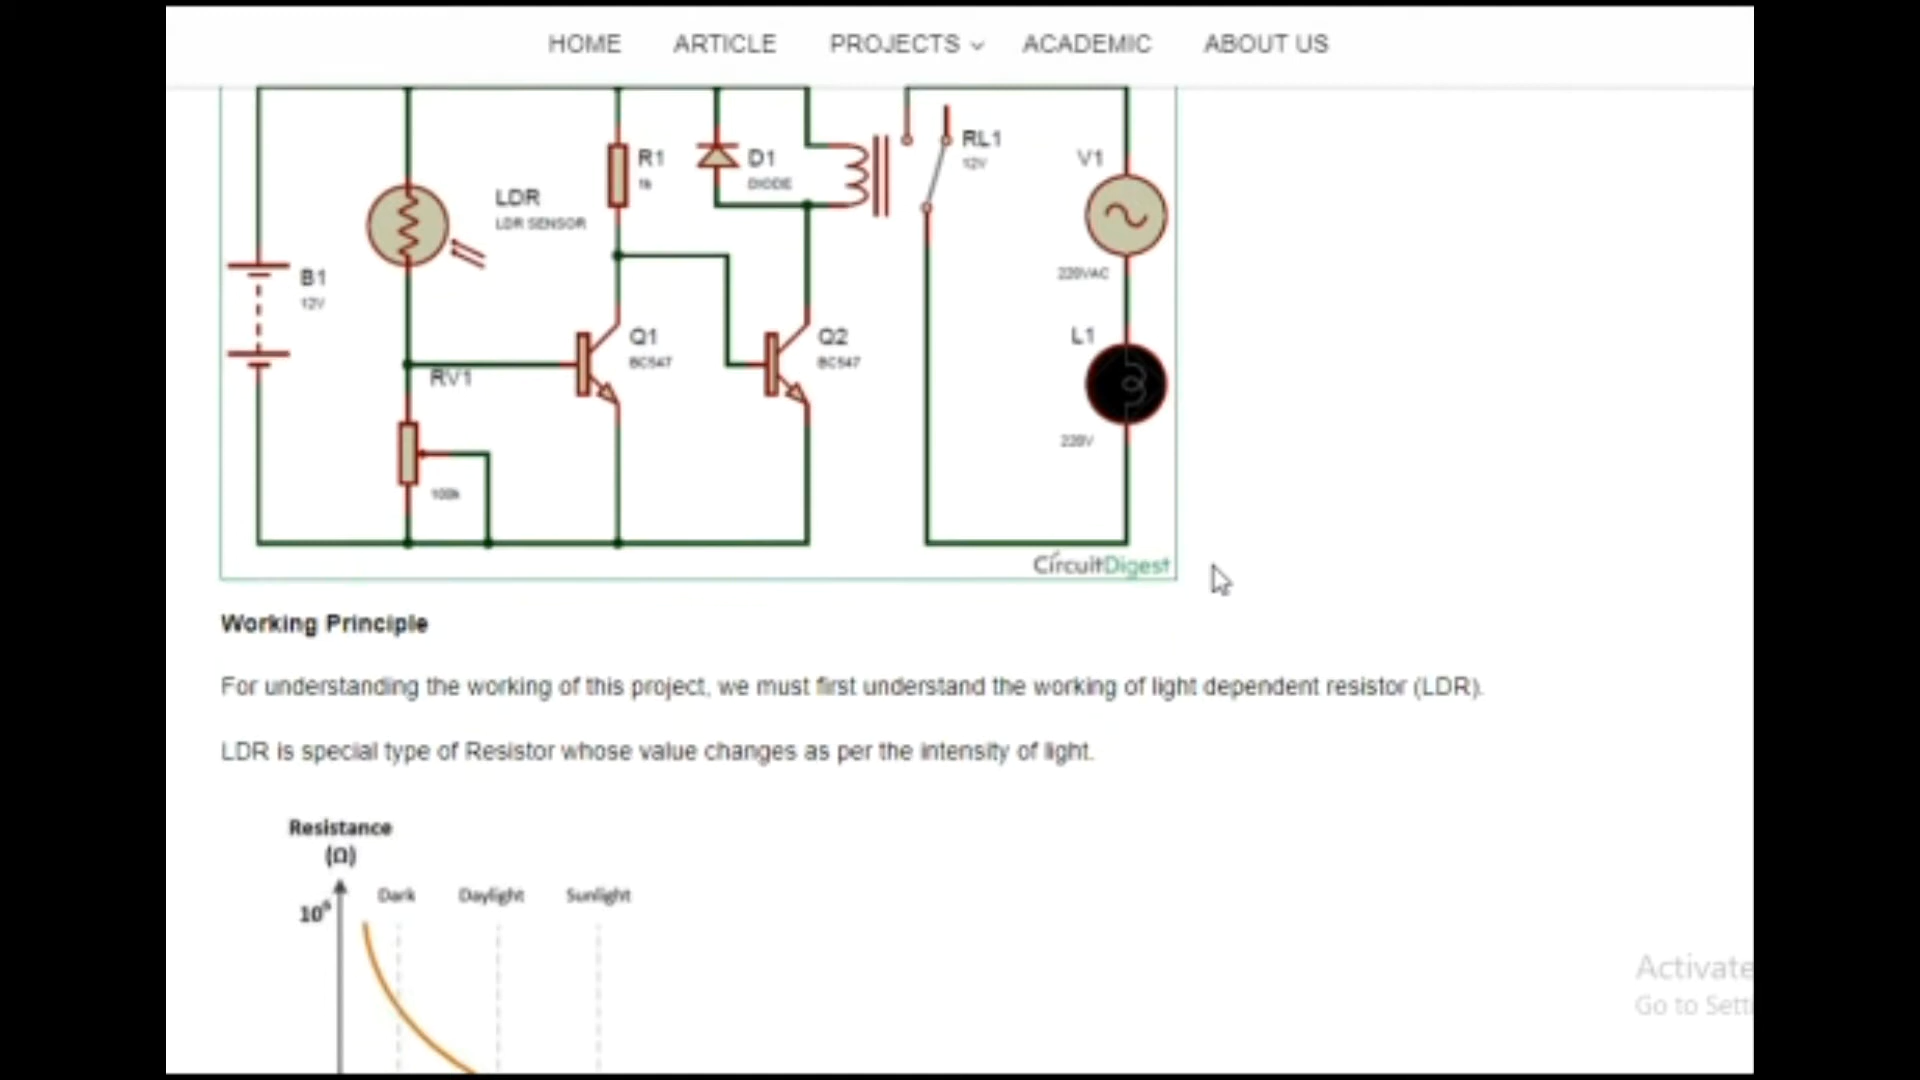 HOME ARTICLE PROJECTS ACADEMIC ABOUT US
RL1
12V
R1
1k
D1
DIODE
V1
LDR
LDR SENSOR
220VAC
B1
12V
Q1
BC547
Q2
BC547
L1
RV1
220V
100k
CircuitDigest
Working Principle
For understanding the working of this project, we must first understand the working of light dependent resistor (LDR).
LDR is special type of Resistor whose value changes as per the intensity of light.
Resistance
(Ω)
Dark Daylight Sunlight
10⁶
Activate
Go to Setti